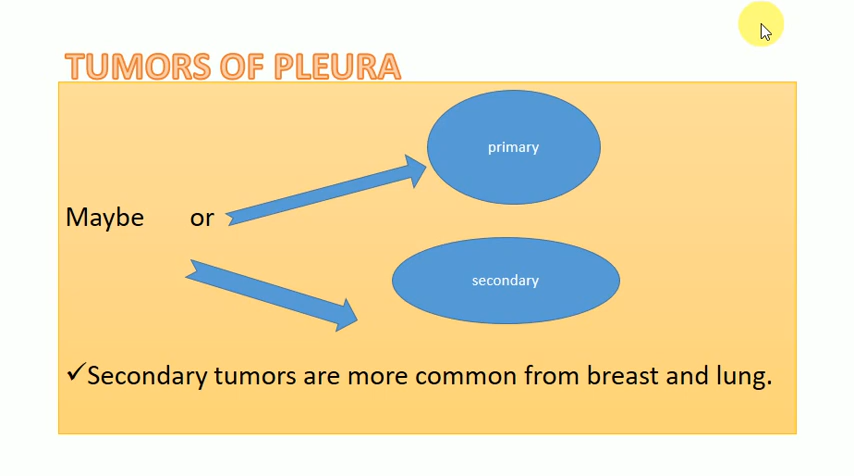 TUMORS OF PLEURA
primary
Maybe or
secondary
✓Secondary tumors are more common from breast and lung.